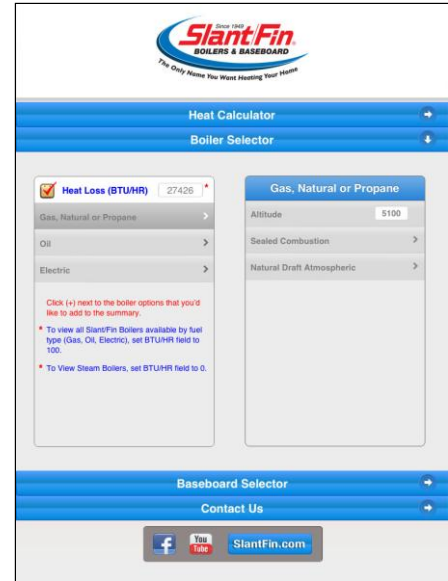 Since 1949
Slant/Fin
BOILERS & BASEBOARD
The Only Name You Want Heating Your Home
Heat Calculator
Boiler Selector
Heat Loss (BTU/HR) 27426 *
Gas, Natural or Propane
Oil
Electric
Click (+) next to the boiler options that you'd
like to add to the summary.
* To view all Slant/Fin Boilers available by fuel
type (Gas, Oil, Electric), set BTU/HR field to
100.
* To View Steam Boilers, set BTU/HR field to 0.
Gas, Natural or Propane
Altitude 5100
Sealed Combustion
Natural Draft Atmospheric
Baseboard Selector
Contact Us
f
You
Tube
SlantFin.com